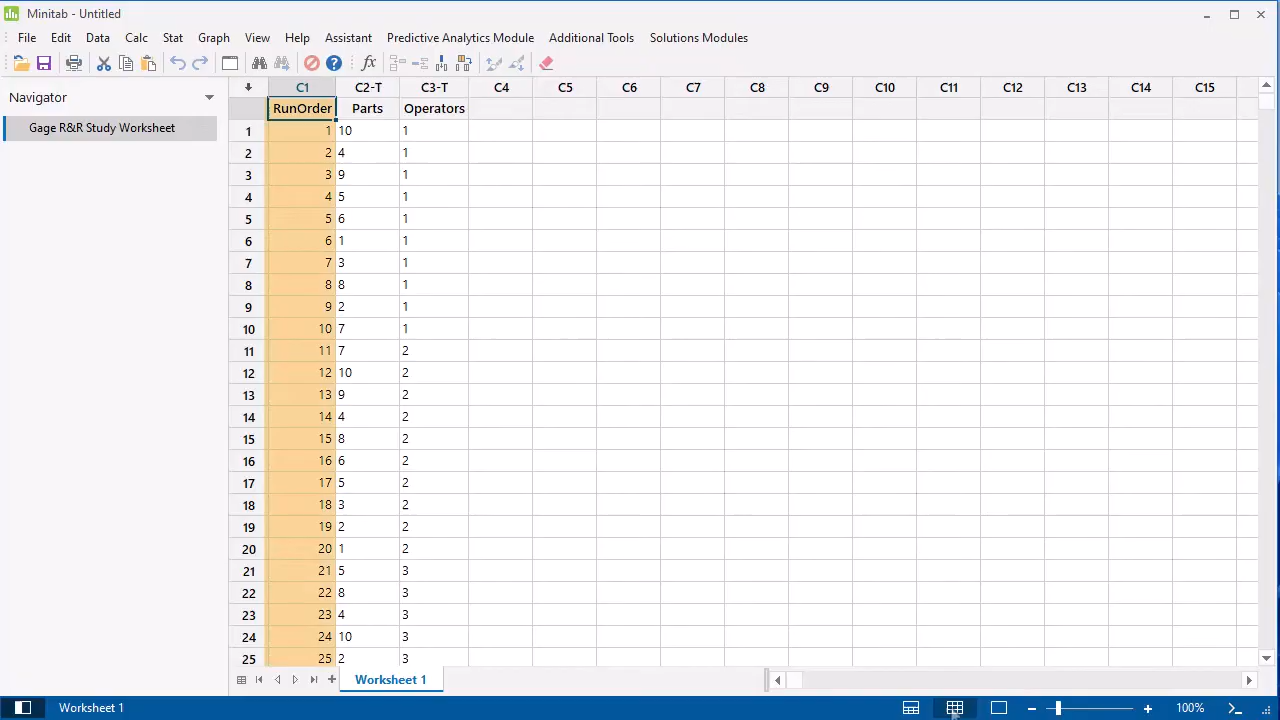 Minitab - Untitled
File Edit Data Calc Stat Graph View Help Assistant Predictive Analytics Module Additional Tools Solutions Modules
Navigator
Gage R&R Study Worksheet
C1 C2-T C3-T C4 C5 C6 C7 C8 C9 C10 C11 C12 C13 C14 C15
RunOrder Parts Operators
1 1 10 1
2 2 4 1
3 3 9 1
4 4 5 1
5 5 6 1
6 6 1 1
7 7 3 1
8 8 8 1
9 9 2 1
10 10 7 1
11 11 7 2
12 12 10 2
13 13 9 2
14 14 4 2
15 15 8 2
16 16 6 2
17 17 5 2
18 18 3 2
19 19 2 2
20 20 1 2
21 21 5 3
22 22 8 3
23 23 4 3
24 24 10 3
25 25 2 3
Worksheet 1
Worksheet 1 100%